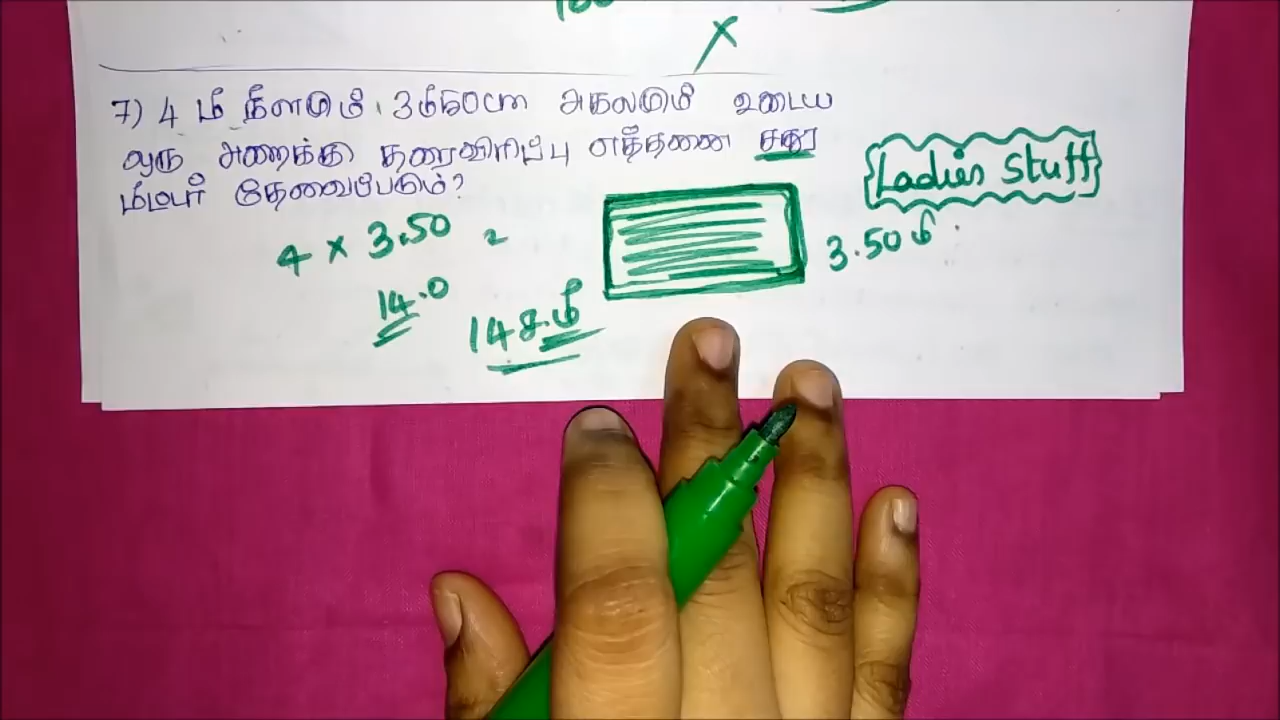 7) 4 மீ நீளமும் 3மீ50செமீ அகலமும் உடைய
ஒரு அறைக்கு தரைவிரிப்பு எத்தனை சதுர
மீட்டர் தேவைப்படும்?
Ladies Stuff
4 x 3.50 =
3.50 மீ.
14.0
14 ச.மீ